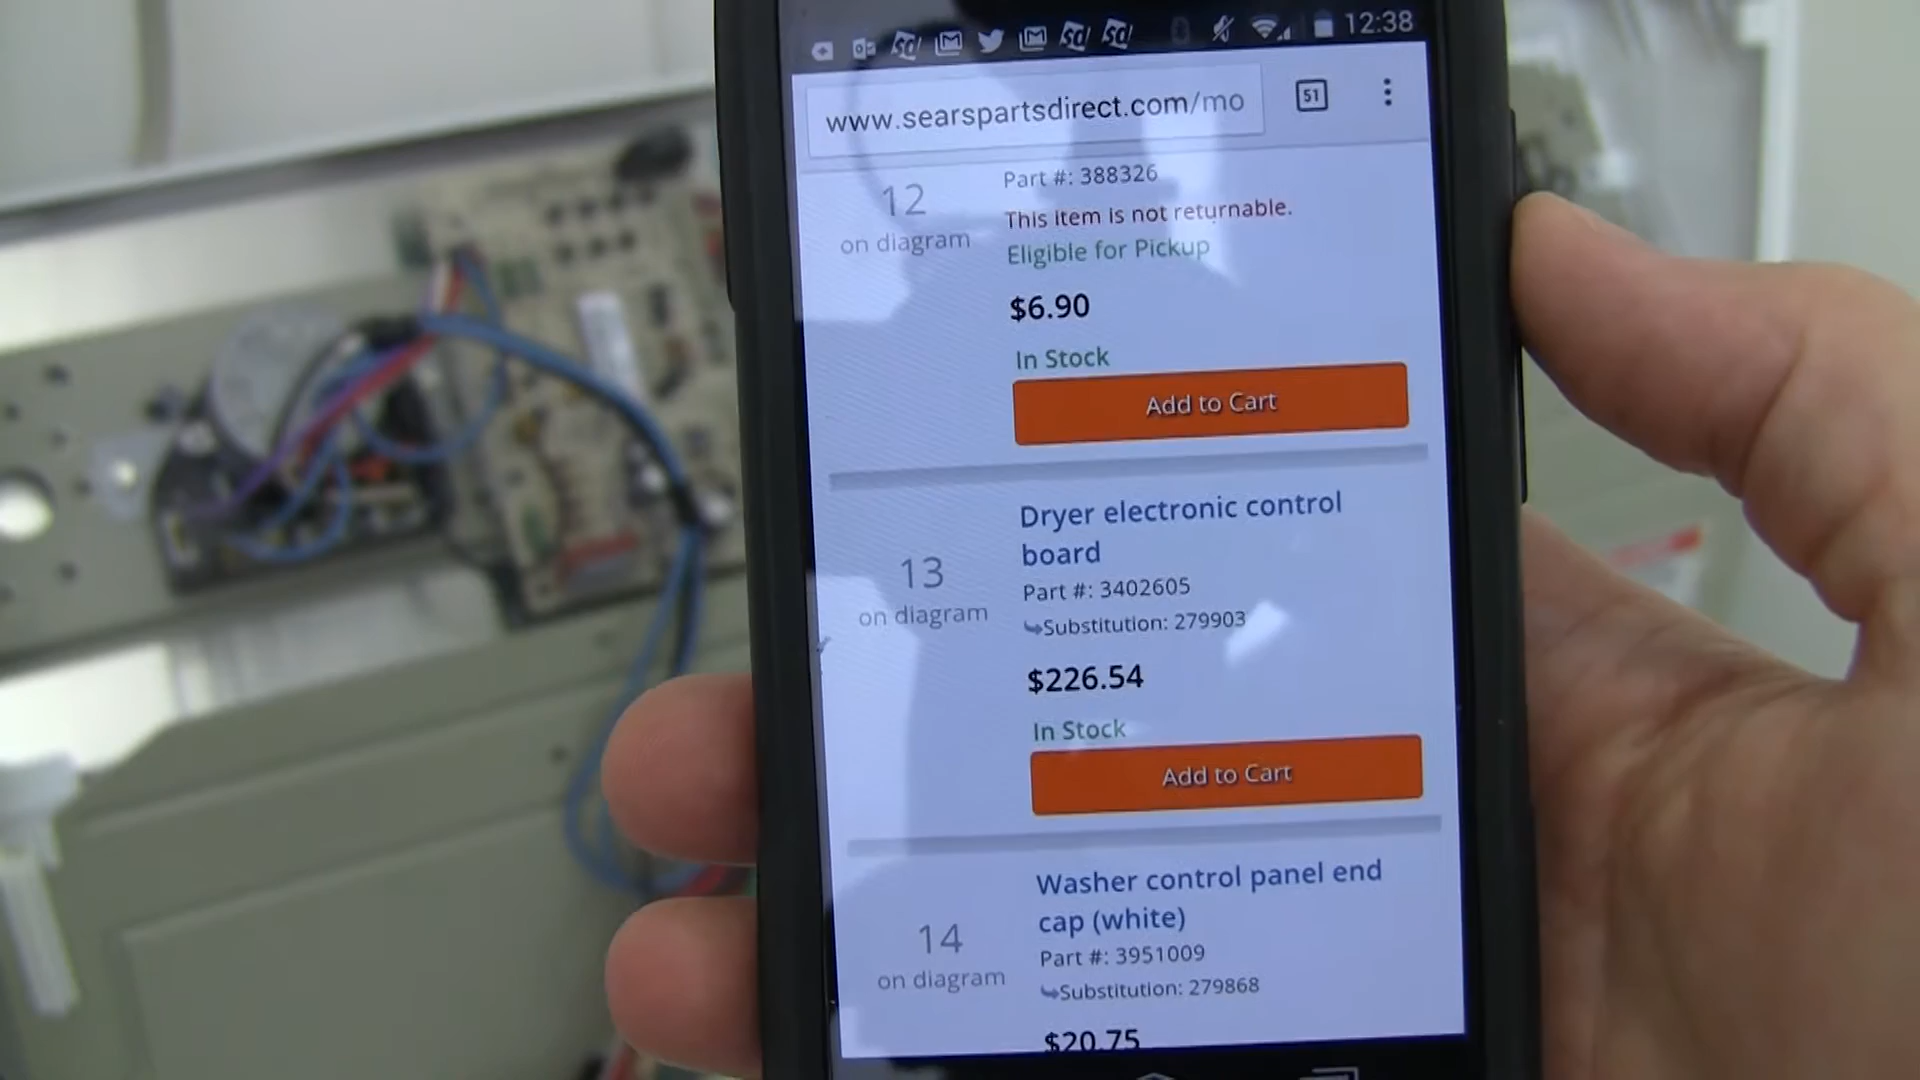 12:38
www.searspartsdirect.com/mo
51
12
on diagram
Part #: 388326
This item is not returnable.
Eligible for Pickup
$6.90
In Stock
Add to Cart
13
on diagram
Dryer electronic control
board
Part #: 3402605
Substitution: 279903
$226.54
In Stock
Add to Cart
14
on diagram
Washer control panel end
cap (white)
Part #: 3951009
Substitution: 279868
$20.75